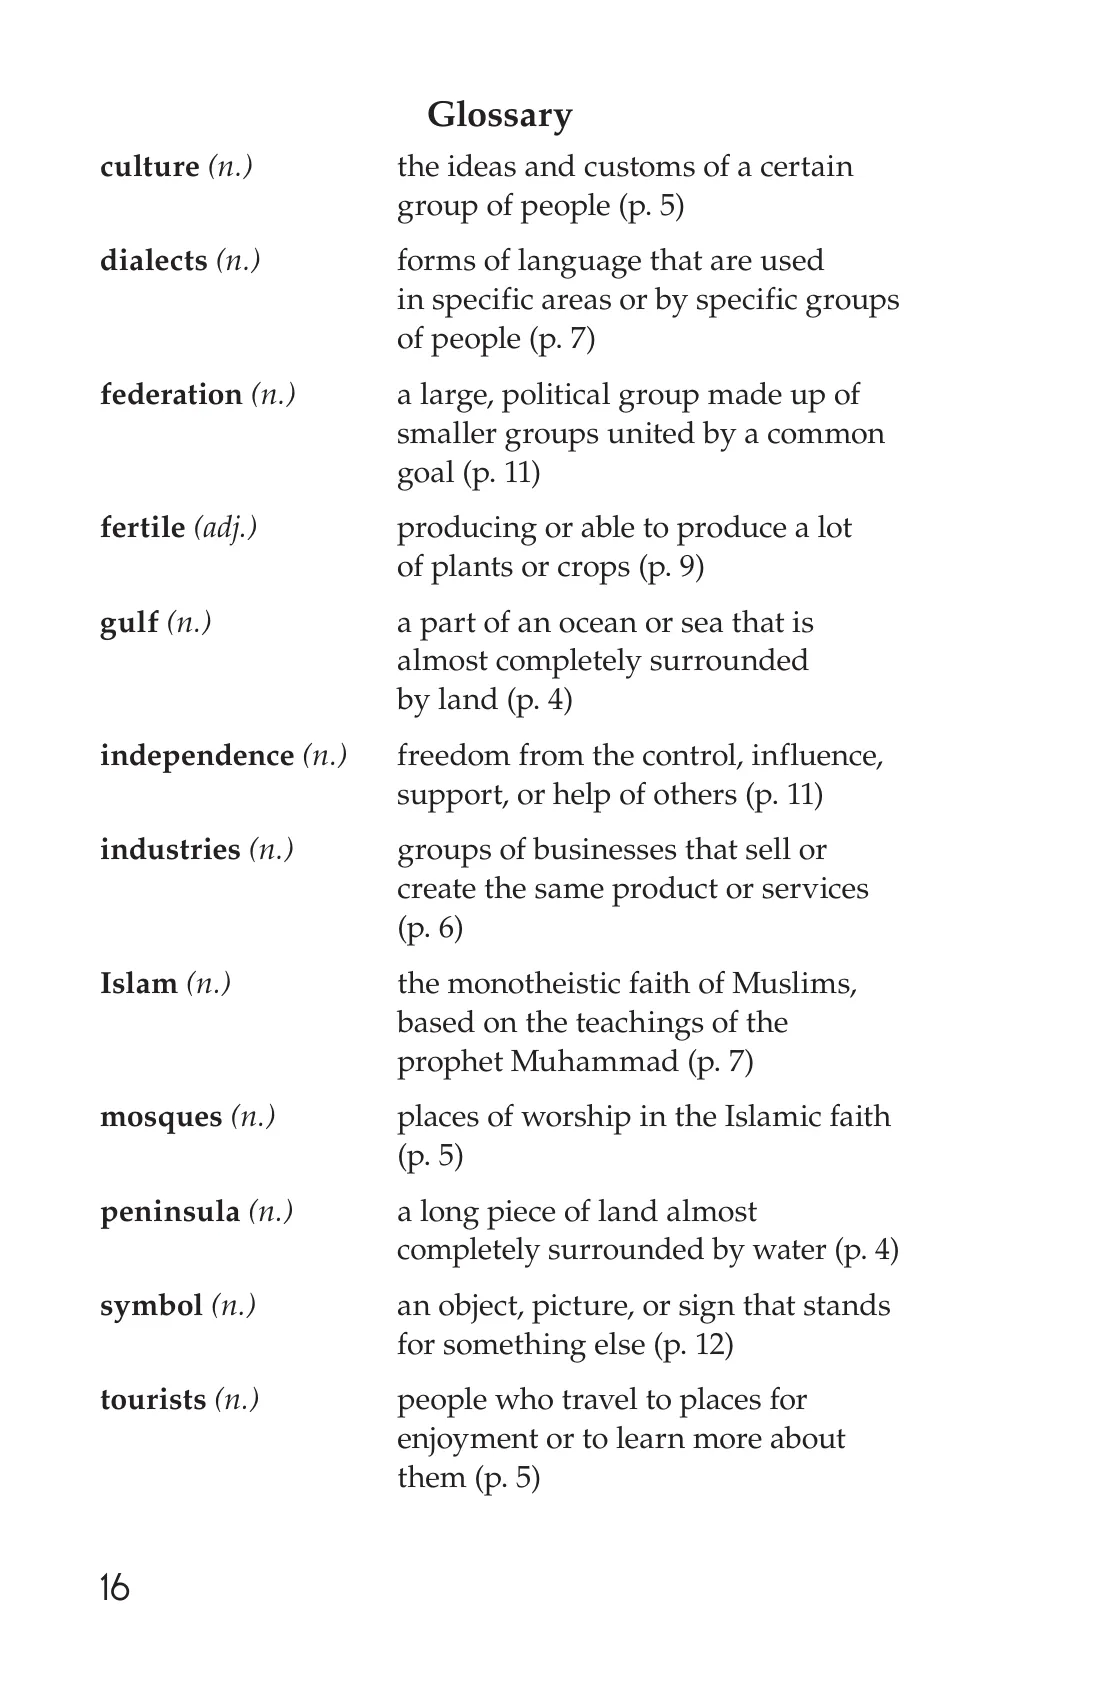 Glossary
culture (n.) the ideas and customs of a certain
group of people (p. 5)
dialects (n.) forms of language that are used
in specific areas or by specific groups
of people (p. 7)
federation (n.) a large, political group made up of
smaller groups united by a common
goal (p. 11)
fertile (adj.) producing or able to produce a lot
of plants or crops (p. 9)
gulf (n.) a part of an ocean or sea that is
almost completely surrounded
by land (p. 4)
independence (n.) freedom from the control, influence,
support, or help of others (p. 11)
industries (n.) groups of businesses that sell or
create the same product or services
(p. 6)
Islam (n.) the monotheistic faith of Muslims,
based on the teachings of the
prophet Muhammad (p. 7)
mosques (n.) places of worship in the Islamic faith
(p. 5)
peninsula (n.) a long piece of land almost
completely surrounded by water (p. 4)
symbol (n.) an object, picture, or sign that stands
for something else (p. 12)
tourists (n.) people who travel to places for
enjoyment or to learn more about
them (p. 5)
16